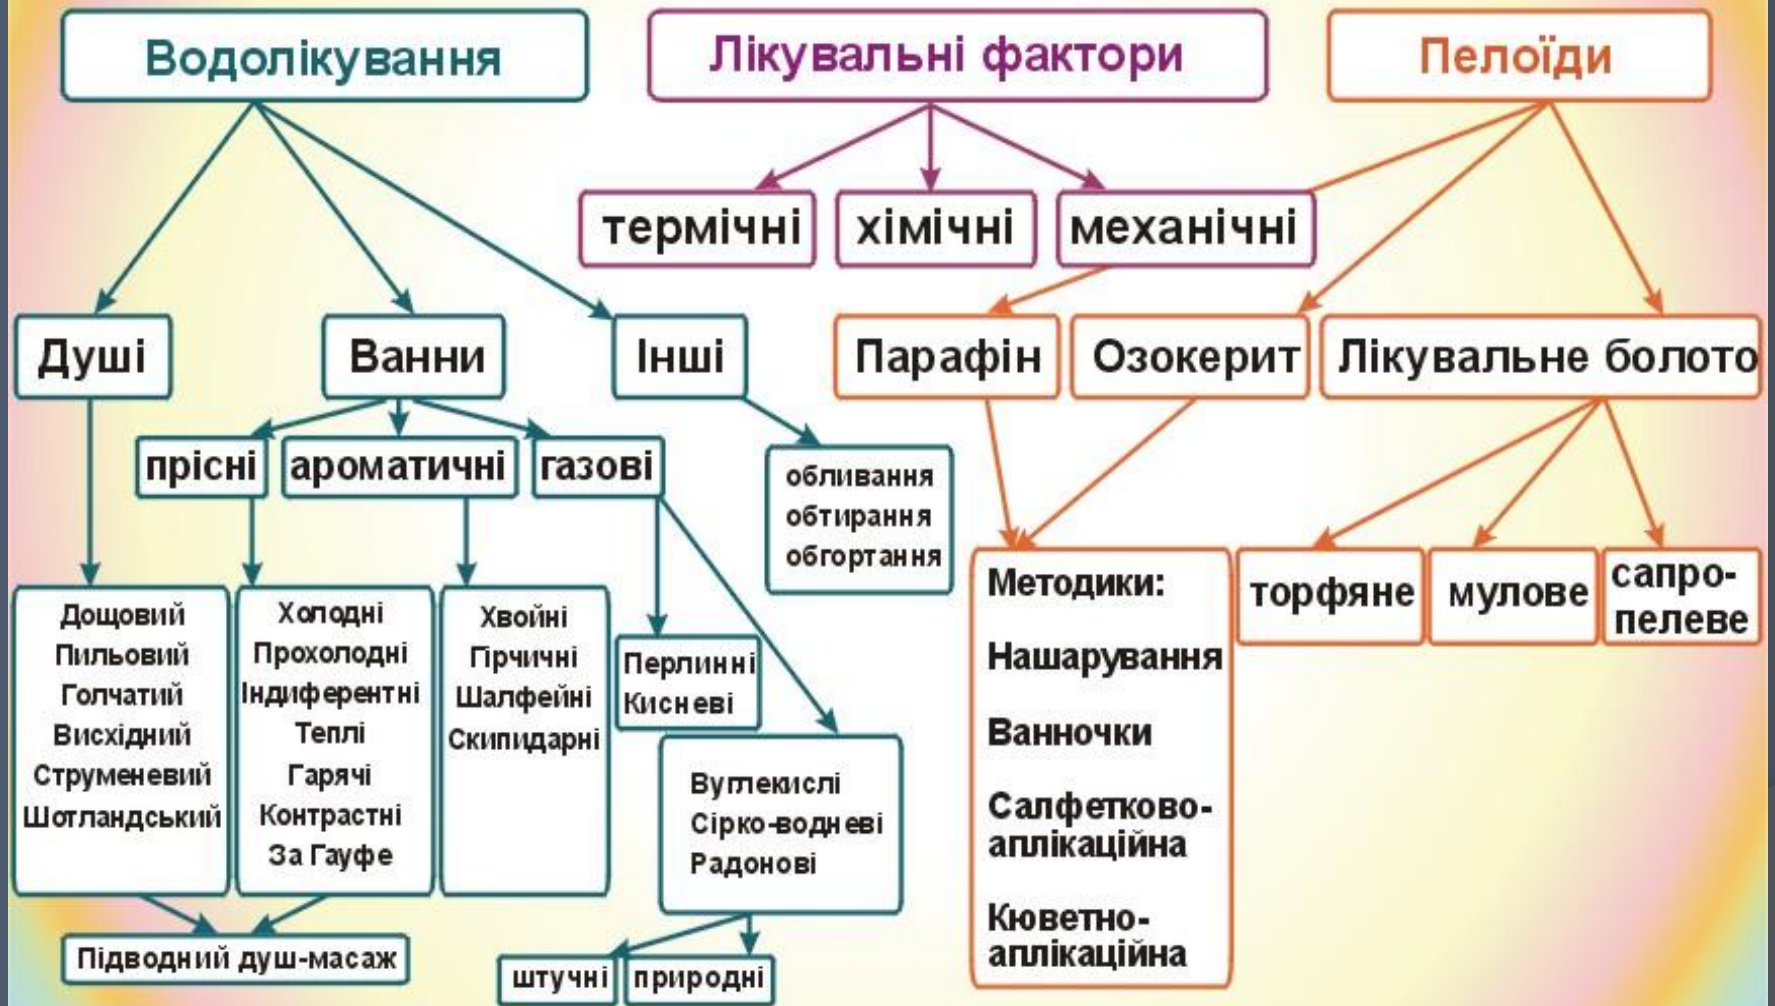 Водолікування
Лікувальні фактори
Пелоїди
термічні
хімічні
механічні
Душі
Ванни
Інші
Парафін
Озокерит
Лікувальне болото
прісні
ароматичні
газові
обливання
обтирання
обгортання
Дощовий
Пильовий
Голчатий
Висхідний
Струменевий
Шотландський
Холодні
Прохолодні
Індиферентні
Теплі
Гарячі
Контрастні
За Гауфе
Хвойні
Гірчичні
Шалфейні
Скипидарні
Перлинні
Кисневі
Вуглекислі
Сірко-водневі
Радонові
Методики:
Нашарування
Ванночки
Салфетково-
аплікаційна
Кюветно-
аплікаційна
торфяне
мулове
сапро-
пелеве
Підводний душ-масаж
штучні
природні